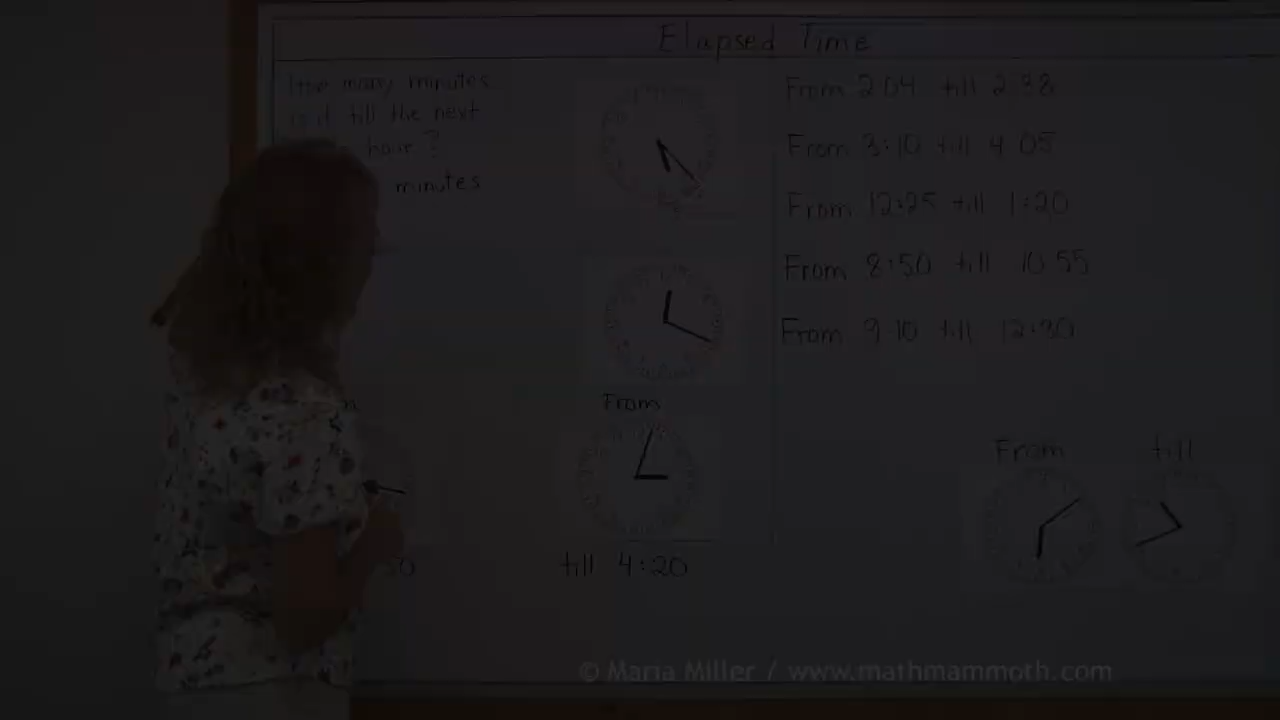 Elapsed Time
How many minutes
is it till the next
hour?
minutes
From 2:04 till 2:38
From 3:10 till 4:05
From 12:25 till 1:20
From 8:50 till 10:55
From 9:10 till 12:30
From
From till
till 4:20
© Maria Miller / www.mathmammoth.com